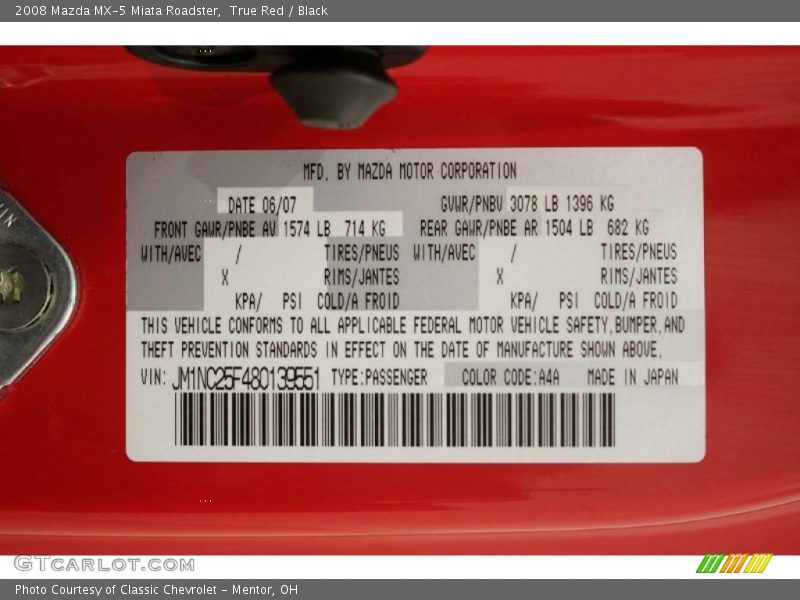 2008 Mazda MX-5 Miata Roadster, True Red / Black
MFD. BY MAZDA MOTOR CORPORATION
DATE 06/07 GVWR/PNBV 3078 LB 1396 KG
FRONT GAWR/PNBE AV 1574 LB 714 KG REAR GAWR/PNBE AR 1504 LB 682 KG
WITH/AVEC / TIRES/PNEUS WITH/AVEC / TIRES/PNEUS
X RIMS/JANTES X RIMS/JANTES
KPA/ PSI COLD/A FROID KPA/ PSI COLD/A FROID
THIS VEHICLE CONFORMS TO ALL APPLICABLE FEDERAL MOTOR VEHICLE SAFETY, BUMPER, AND
THEFT PREVENTION STANDARDS IN EFFECT ON THE DATE OF MANUFACTURE SHOWN ABOVE.
VIN: JM1NC25F480139551 TYPE:PASSENGER COLOR CODE:A4A MADE IN JAPAN
GTCARLOT.COM
Photo Courtesy of Classic Chevrolet - Mentor, OH